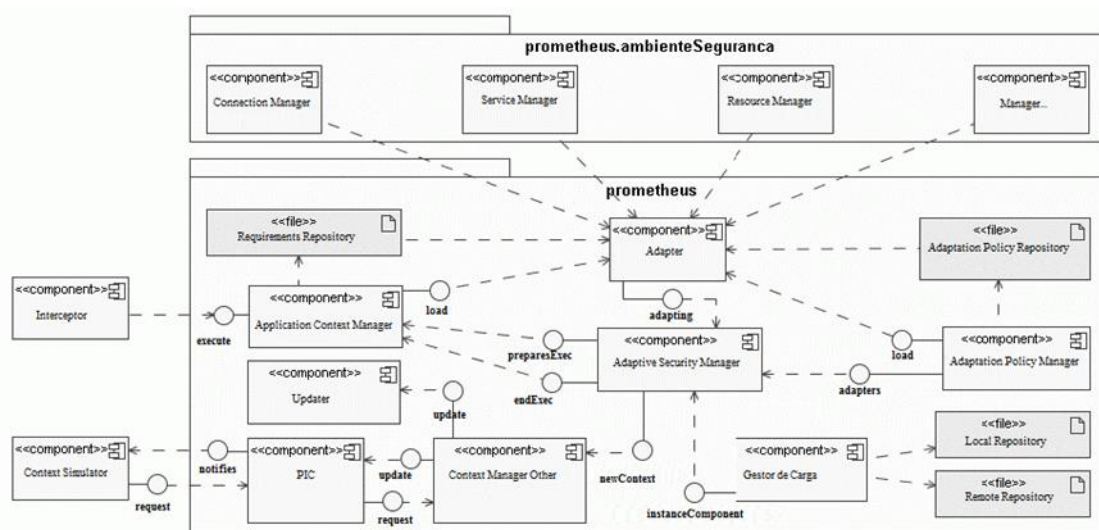 prometheus.ambienteSeguranca
<<component>>
Connection Manager
<<component>>
Service Manager
<<component>>
Resource Manager
<<component>>
Manager...
prometheus
<<file>>
Requirements Repository
<<component>>
Adapter
<<file>>
Adaptation Policy Repository
<<component>>
Interceptor
execute
<<component>>
Application Context Manager
load
adapting
preparesExec
<<component>>
Adaptive Security Manager
load
<<component>>
Adaptation Policy Manager
adapters
endExec
<<component>>
Updater
update
<<file>>
Local Repository
<<component>>
Context Simulator
notifies
request
<<component>>
PIC
update
request
<<component>>
Context Manager Other
newContext
instanceComponent
<<component>>
Gestor de Carga
<<file>>
Remote Repository